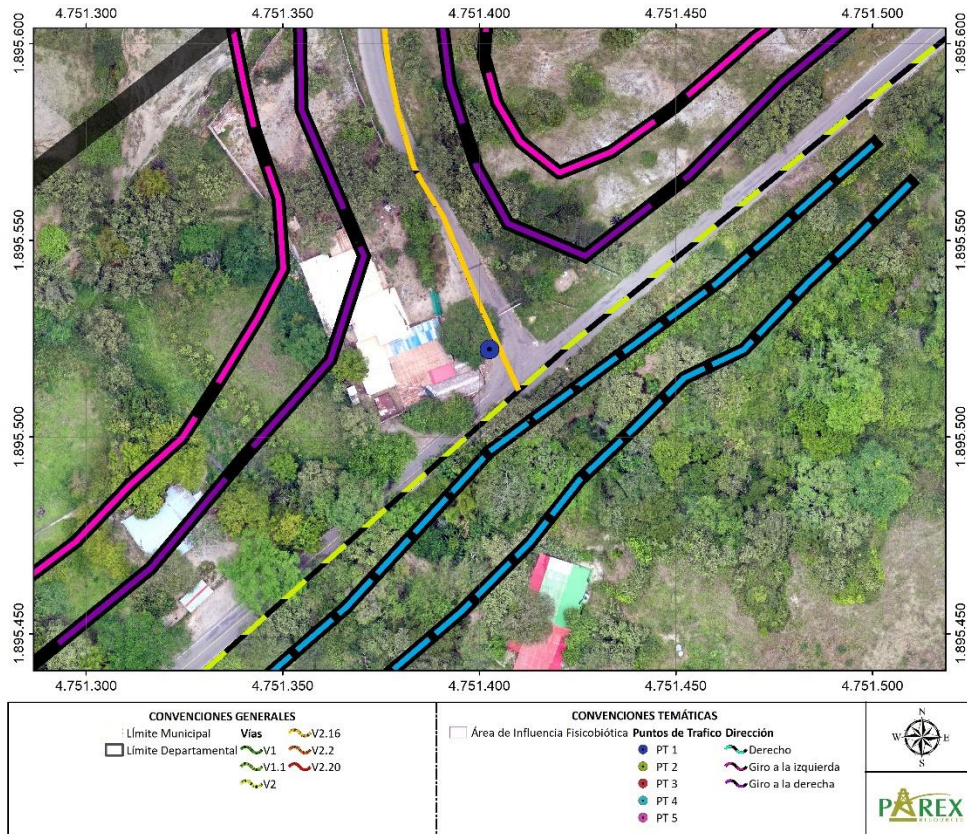 4.751.300 4.751.350 4.751.400 4.751.450 4.751.500
1.895.600 1.895.600
1.895.550 1.895.550
1.895.500 1.895.500
1.895.450 1.895.450
4.751.300 4.751.350 4.751.400 4.751.450 4.751.500
CONVENCIONES GENERALES
Límite Municipal
Límite Departamental
Vías
V1
V1.1
V2
V2.16
V2.2
V2.20
CONVENCIONES TEMÁTICAS
Área de Influencia Fisicobiótica
Puntos de Trafico
PT 1
PT 2
PT 3
PT 4
PT 5
Dirección
Derecho
Giro a la izquierda
Giro a la derecha
N
W E
S
PAREX
RESOURCES